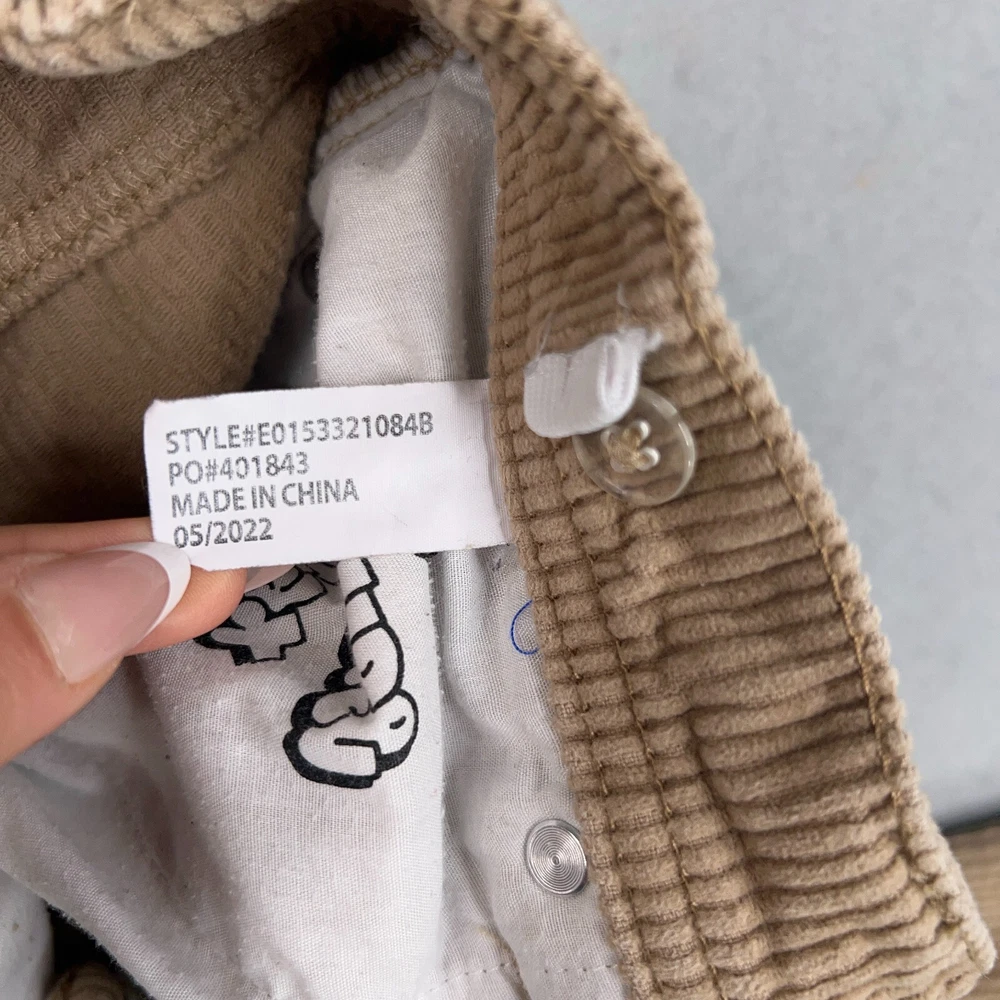 STYLE#E0153321084B
PO#401843
MADE IN CHINA
05/2022